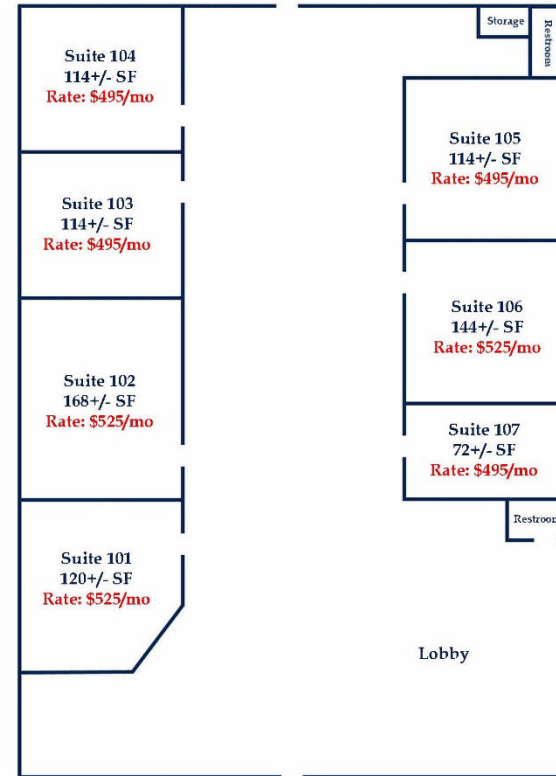 Storage
Restroom
Suite 104
114+/- SF
Rate: $495/mo
Suite 105
114+/- SF
Rate: $495/mo
Suite 103
114+/- SF
Rate: $495/mo
Suite 106
144+/- SF
Rate: $525/mo
Suite 102
168+/- SF
Rate: $525/mo
Suite 107
72+/- SF
Rate: $495/mo
Restroom
Suite 101
120+/- SF
Rate: $525/mo
Lobby